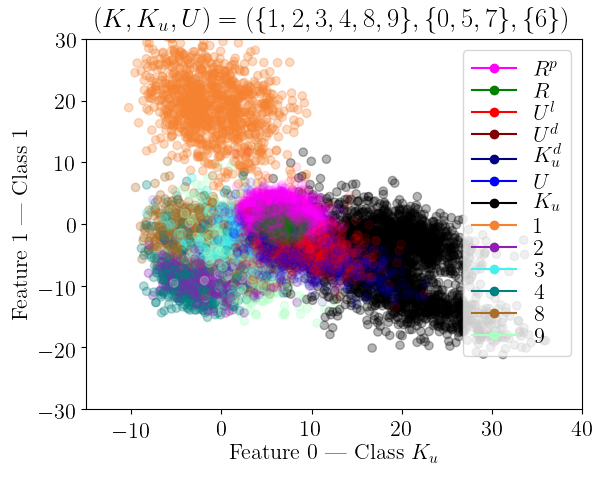 (K, K_u, U) = ({1, 2, 3, 4, 8, 9}, {0, 5, 7}, {6})
30
20
10
0
−10
−20
−30
Feature 1 — Class 1
R^p
R
U^l
U^d
K_u^d
U
K_u
1
2
3
4
8
9
−10
0
10
20
30
40
Feature 0 — Class K_u